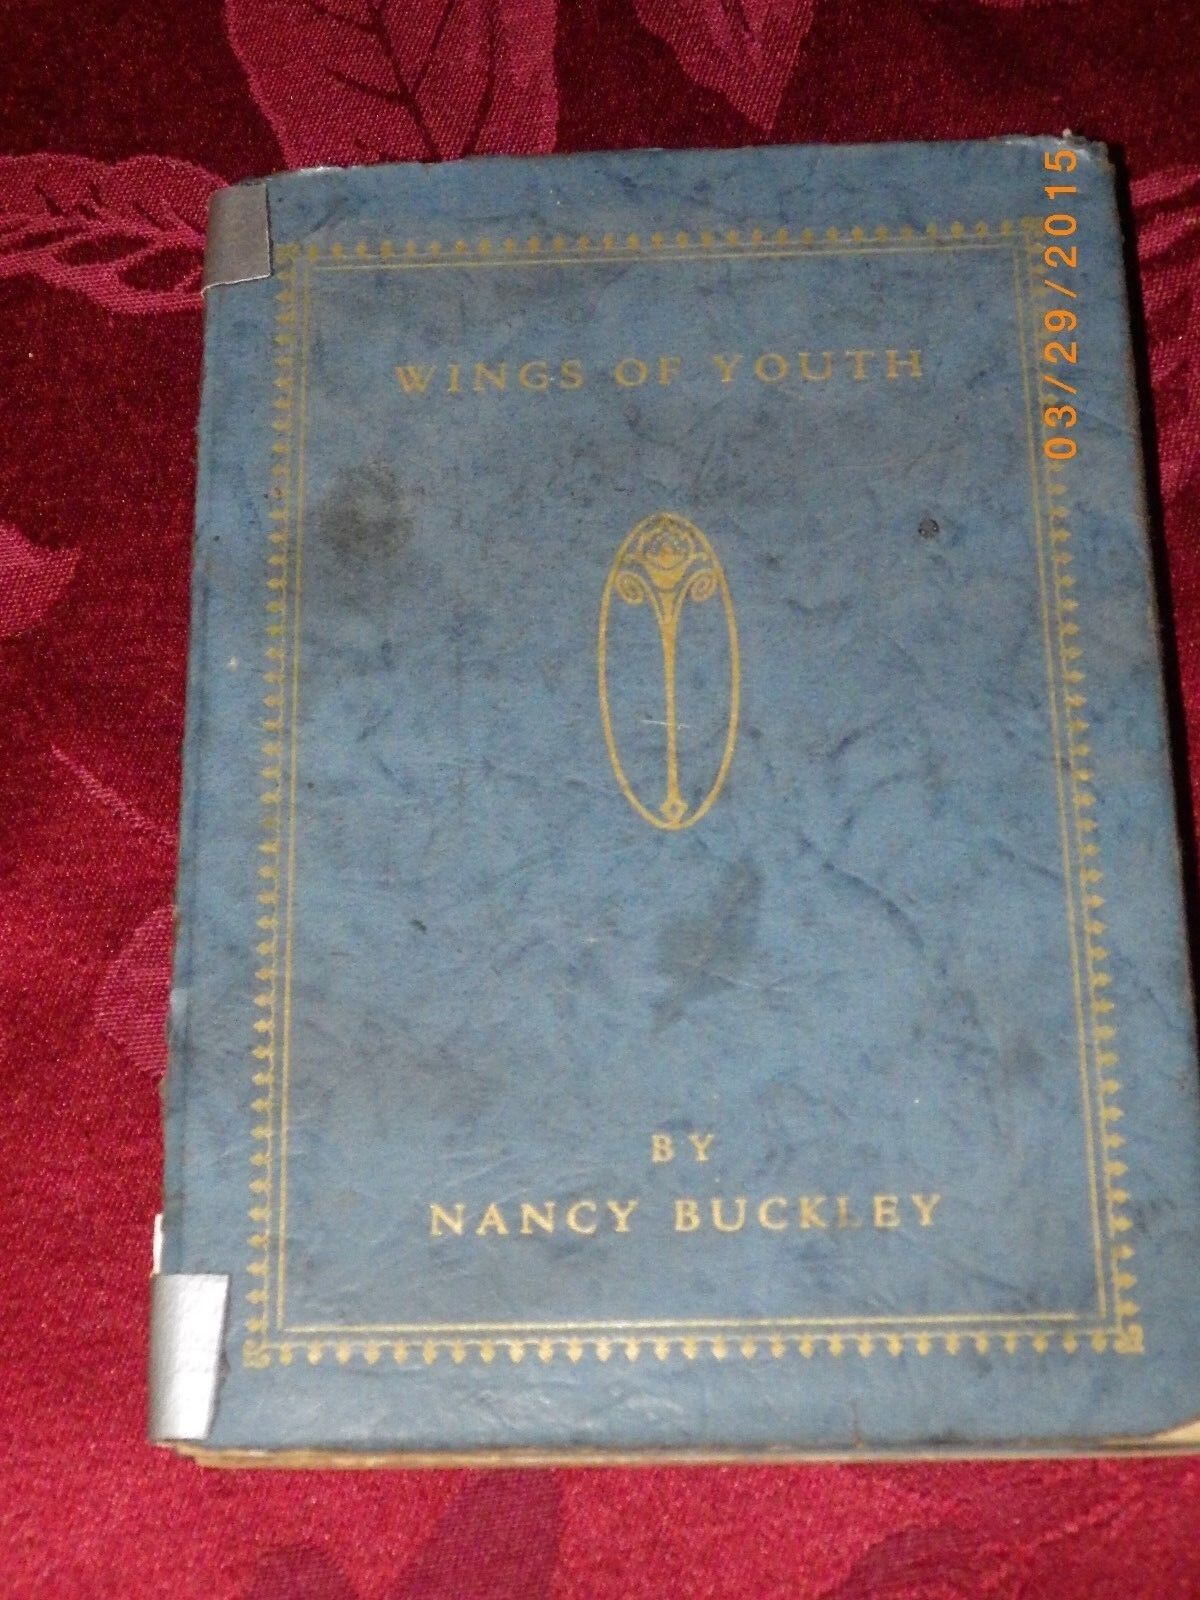 WINGS OF YOUTH
BY
NANCY BUCKLEY
03/29/2015